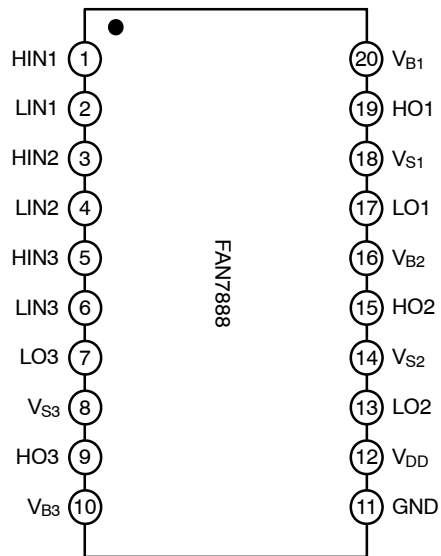 HIN1 1 20 VB1
LIN1 2 19 HO1
HIN2 3 18 VS1
LIN2 4 17 LO1
HIN3 5 16 VB2
LIN3 6 15 HO2
LO3 7 14 VS2
VS3 8 13 LO2
HO3 9 12 VDD
VB3 10 11 GND
FAN7888